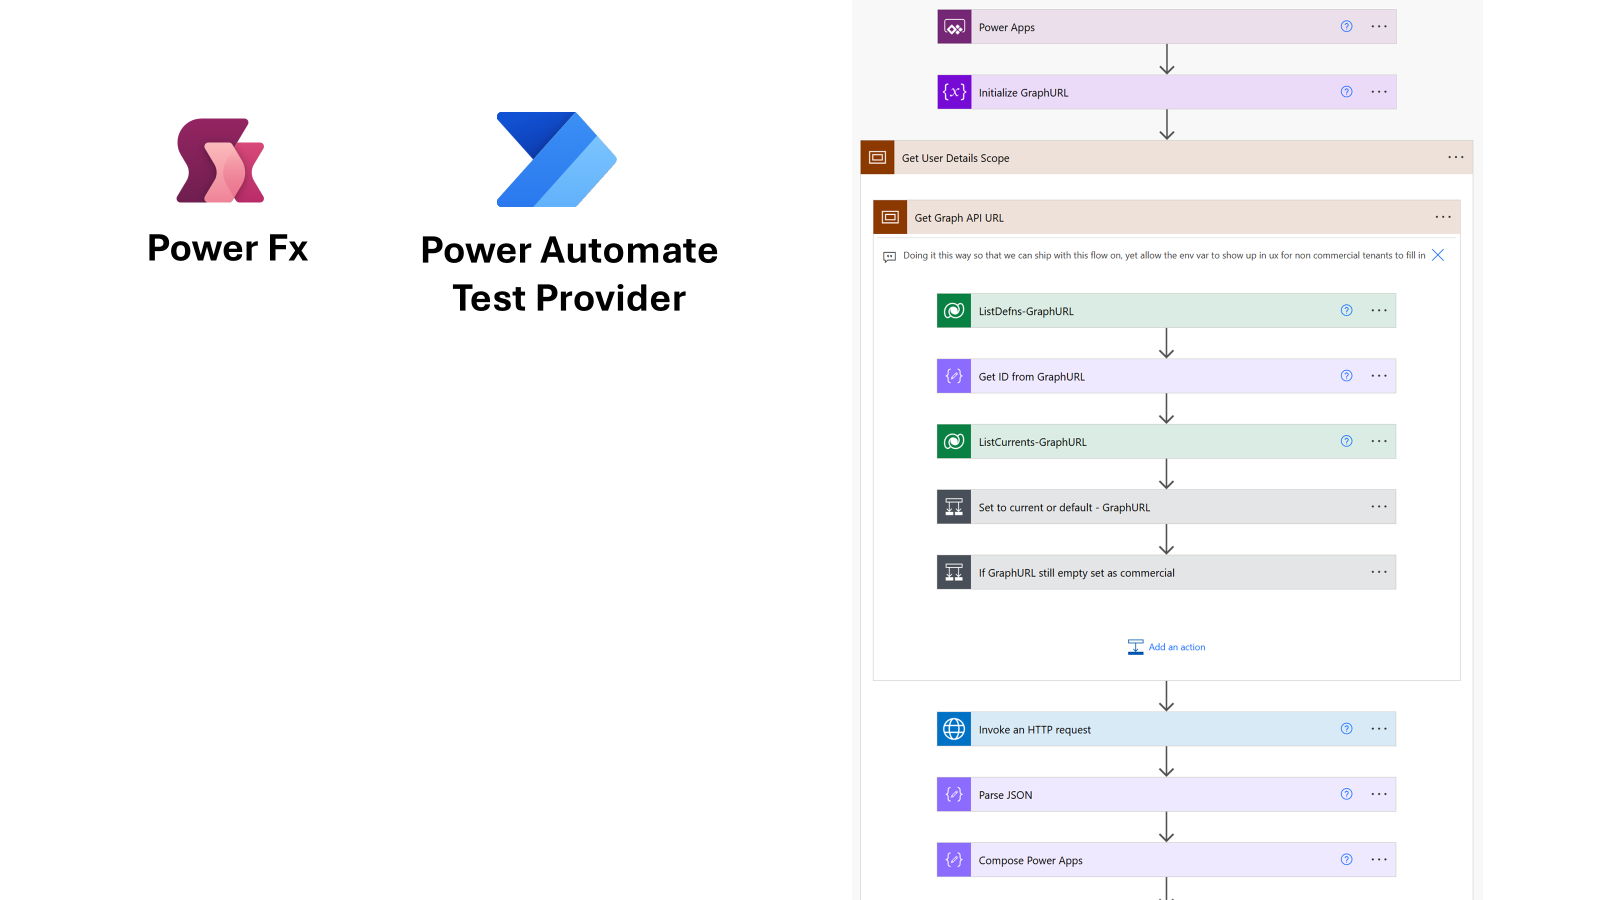 Power Fx
Power Automate
Test Provider
Power Apps
Initialize GraphURL
Get User Details Scope
Get Graph API URL
Doing it this way so that we can ship with this flow on, yet allow the env var to show up in ux for non commercial tenants to fill in
ListDefns-GraphURL
Get ID from GraphURL
ListCurrents-GraphURL
Set to current or default - GraphURL
If GraphURL still empty set as commercial
Add an action
Invoke an HTTP request
Parse JSON
Compose Power Apps